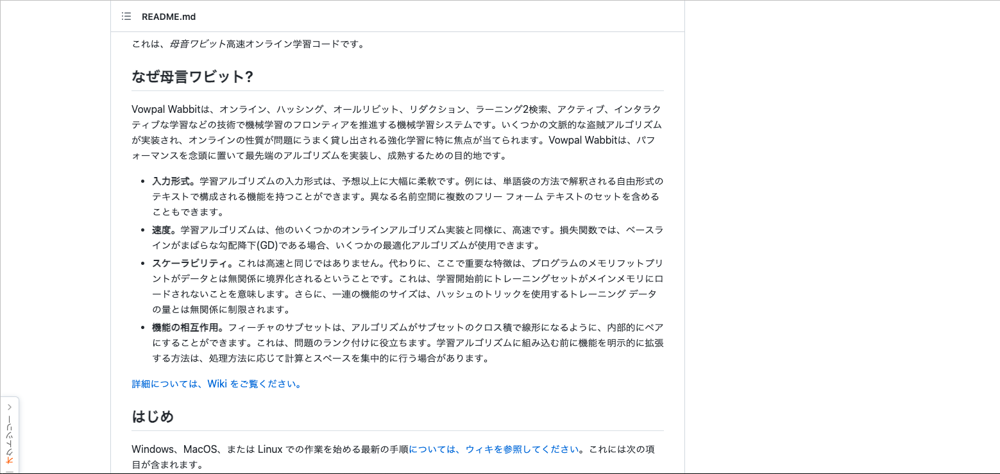 README.md
これは、母音ワビット高速オンライン学習コードです。
なぜ母言ワビット?
Vowpal Wabbitは、オンライン、ハッシング、オールリビット、リダクション、ラーニング2検索、アクティブ、インタラク
ティブな学習などの技術で機械学習のフロンティアを推進する機械学習システムです。いくつかの文脈的な盗賊アルゴリズム
が実装され、オンラインの性質が問題にうまく貸し出される強化学習に特に焦点が当てられます。Vowpal Wabbitは、パフ
ォーマンスを念頭に置いて最先端のアルゴリズムを実装し、成熟するための目的地です。
• 入力形式。学習アルゴリズムの入力形式は、予想以上に大幅に柔軟です。例には、単語袋の方法で解釈される自由形式の
テキストで構成される機能を持つことができます。異なる名前空間に複数のフリー フォーム テキストのセットを含める
こともできます。
• 速度。学習アルゴリズムは、他のいくつかのオンラインアルゴリズム実装と同様に、高速です。損失関数では、ベースラ
インがまばらな勾配降下(GD)である場合、いくつかの最適化アルゴリズムが使用できます。
• スケーラビリティ。これは高速と同じではありません。代わりに、ここで重要な特徴は、プログラムのメモリフットプリ
ントがデータとは無関係に境界化されるということです。これは、学習開始前にトレーニングセットがメインメモリにロ
ードされないことを意味します。さらに、一連の機能のサイズは、ハッシュのトリックを使用するトレーニング データ
の量とは無関係に制限されます。
• 機能の相互作用。フィーチャのサブセットは、アルゴリズムがサブセットのクロス積で線形になるように、内部的にペア
にすることができます。これは、問題のランク付けに役立ちます。学習アルゴリズムに組み込む前に機能を明示的に拡張
する方法は、処理方法に応じて計算とスペースを集中的に行う場合があります。
詳細については、Wiki をご覧ください。
はじめ
Windows、MacOS、または Linux での作業を始める最新の手順については、ウィキを参照してください。これには次の項
目が含まれます。
オクトツリー